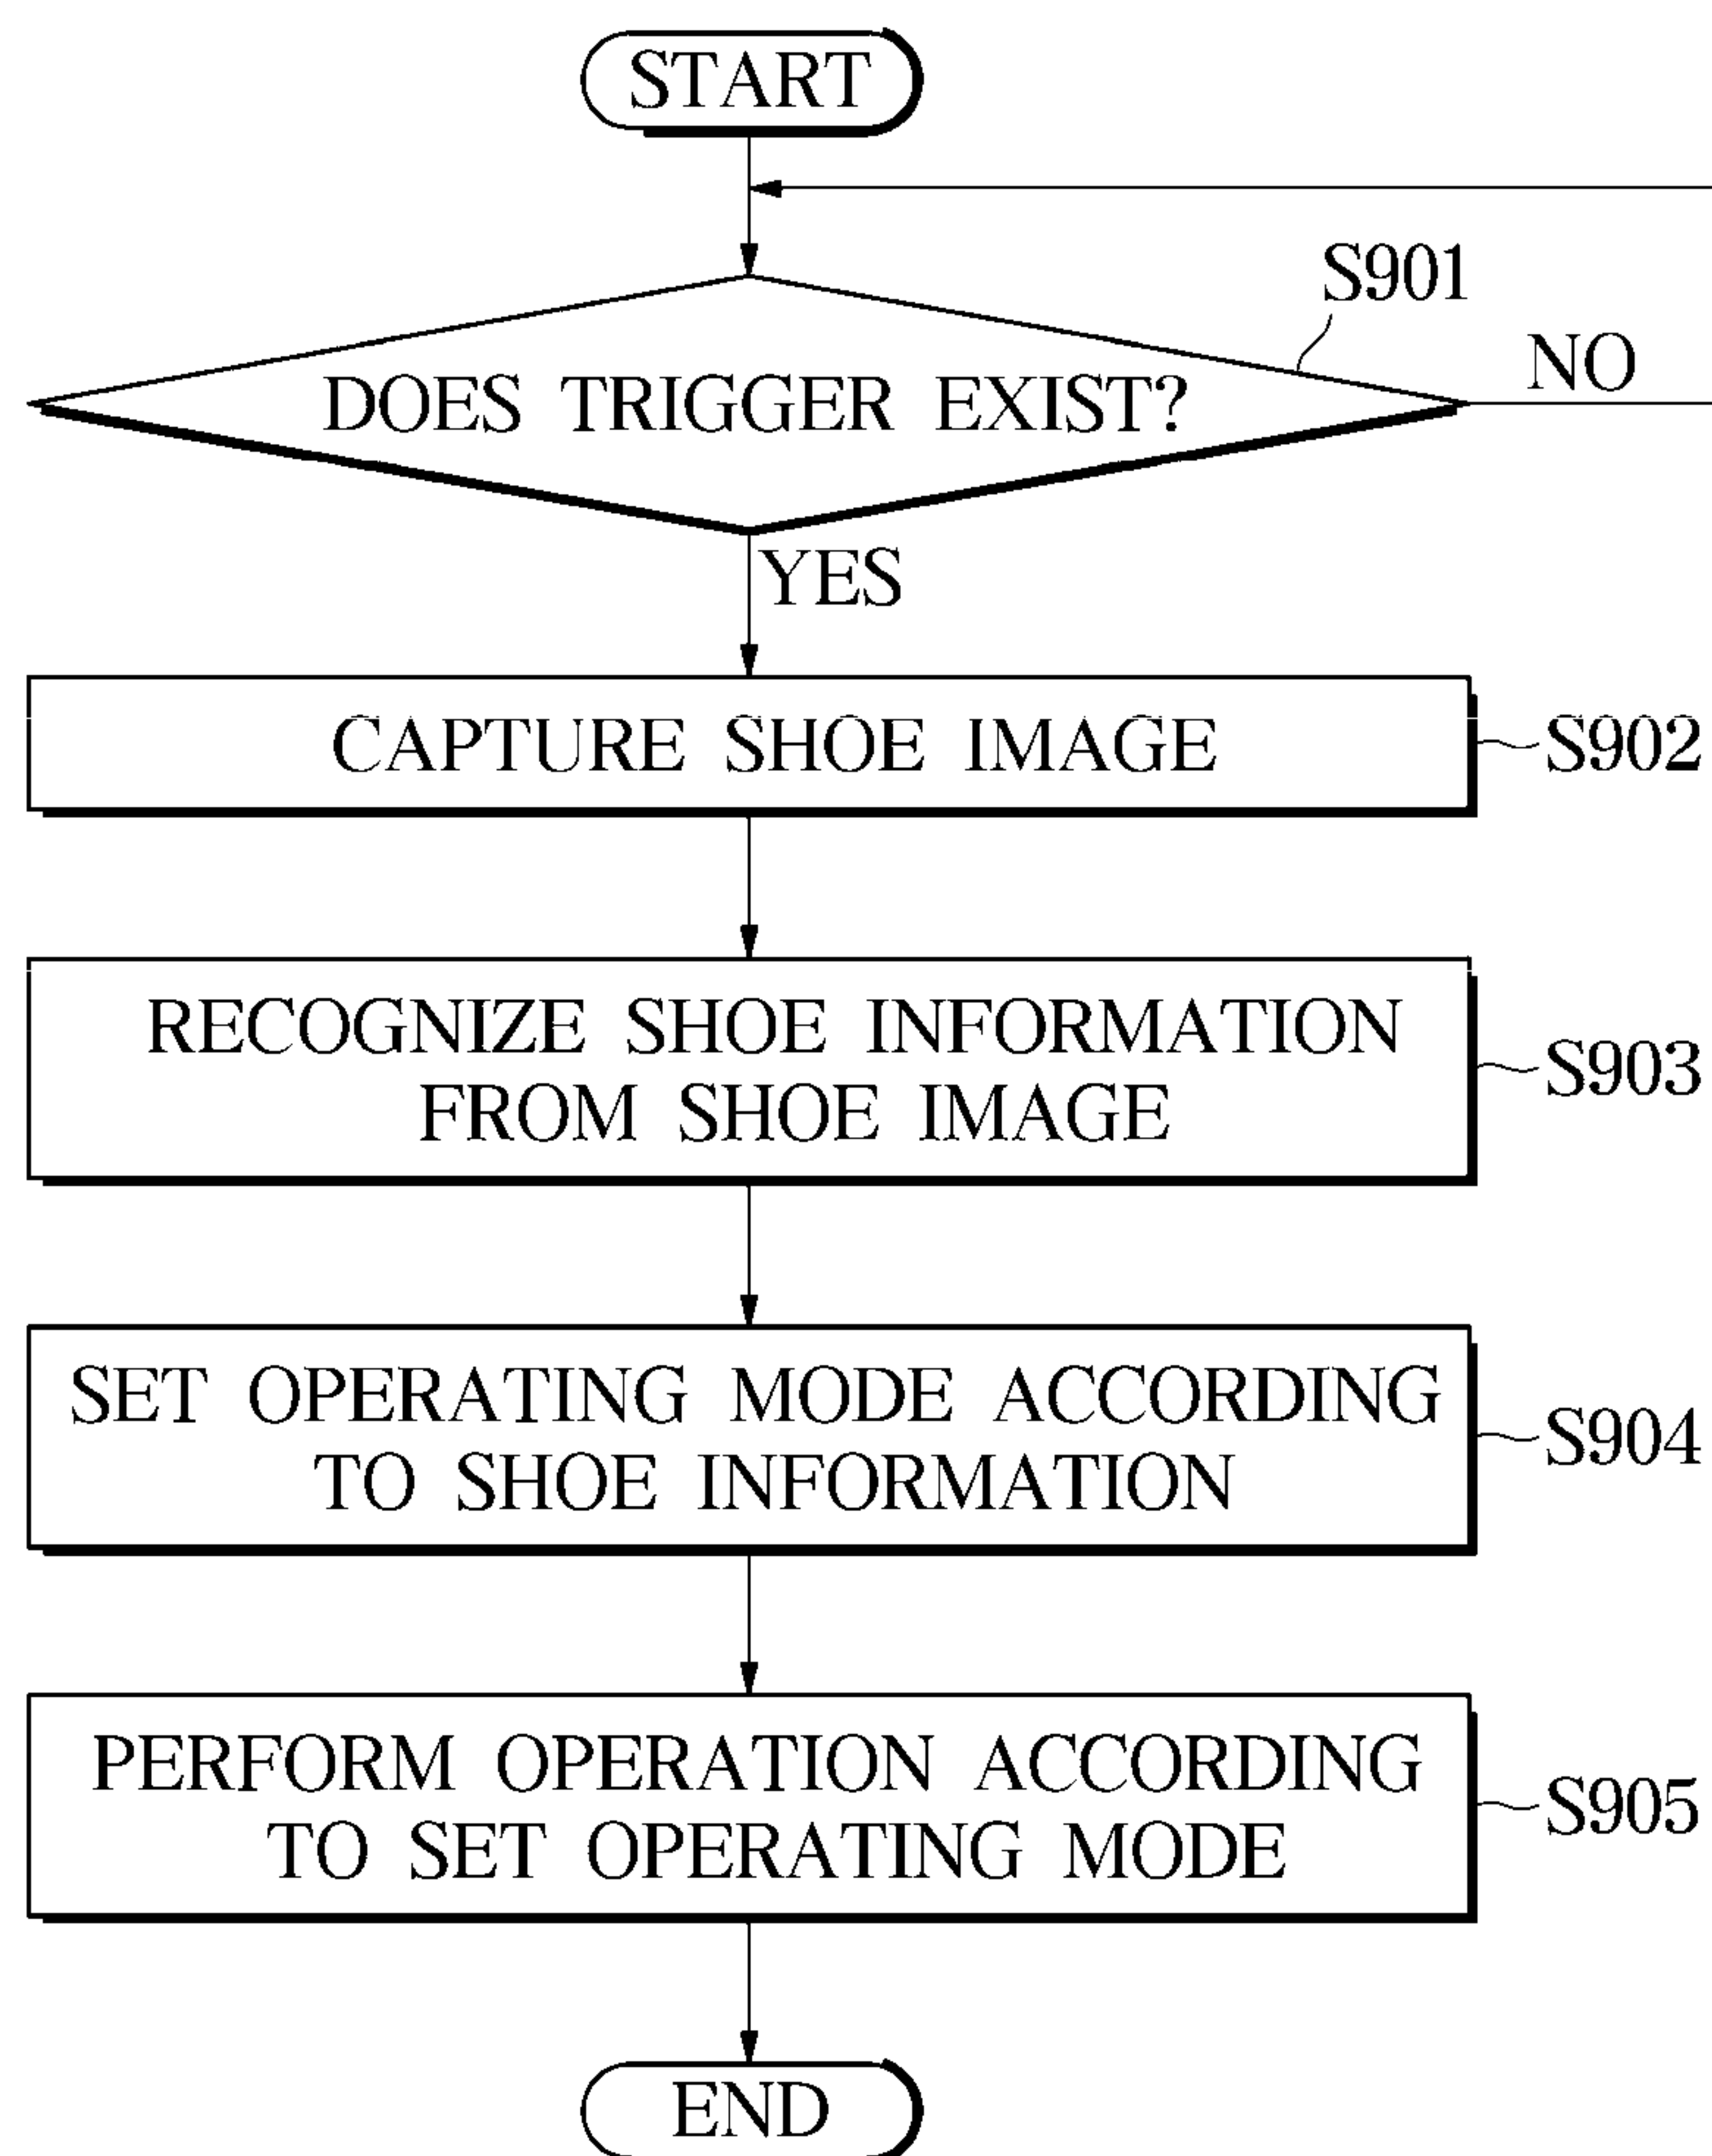 START
S901
DOES TRIGGER EXIST?
NO
YES
CAPTURE SHOE IMAGE
S902
RECOGNIZE SHOE INFORMATION
FROM SHOE IMAGE
S903
SET OPERATING MODE ACCORDING
TO SHOE INFORMATION
S904
PERFORM OPERATION ACCORDING
TO SET OPERATING MODE
S905
END